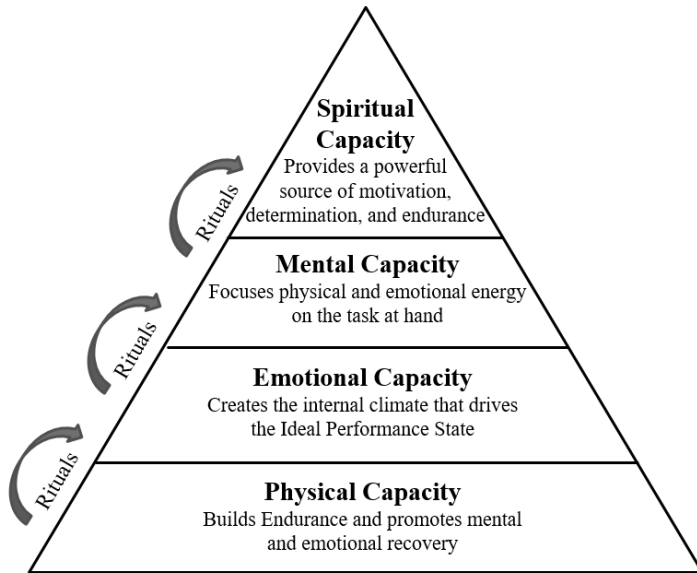 Spiritual
Capacity
Provides a powerful
source of motivation,
determination, and endurance
Rituals
Mental Capacity
Focuses physical and emotional energy
on the task at hand
Rituals
Emotional Capacity
Creates the internal climate that drives
the Ideal Performance State
Rituals
Physical Capacity
Builds Endurance and promotes mental
and emotional recovery